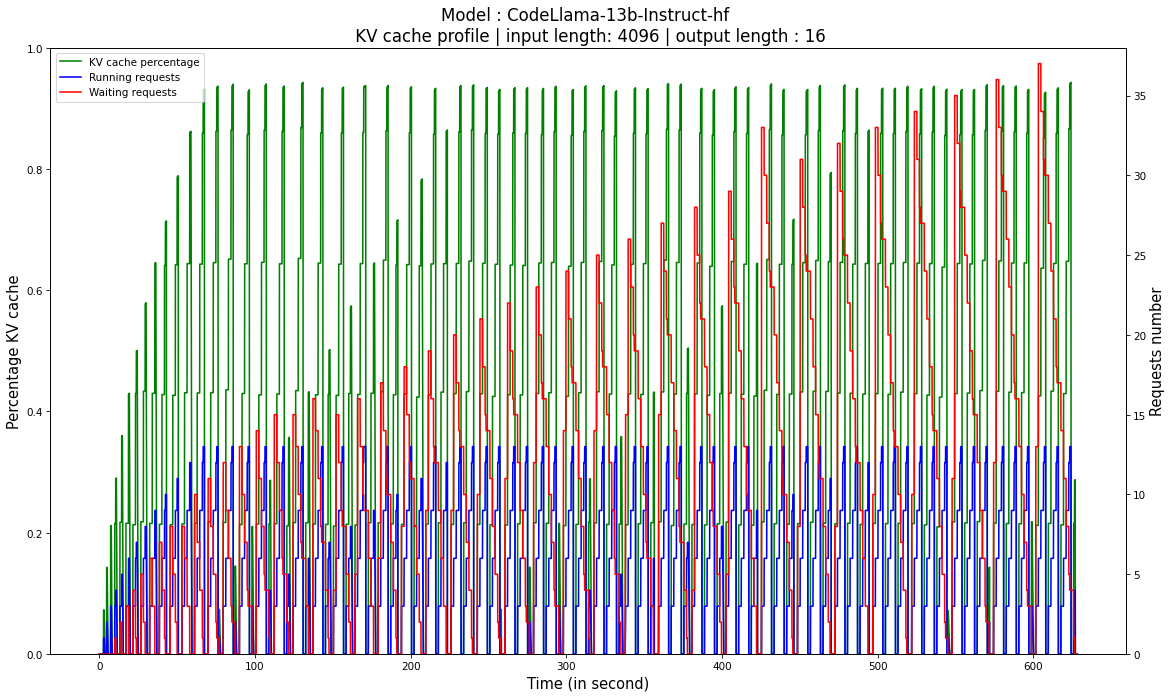 Model : CodeLlama-13b-Instruct-hf
KV cache profile | input length: 4096 | output length : 16
KV cache percentage
Running requests
Waiting requests
Percentage KV cache
1.0
0.8
0.6
0.4
0.2
0.0
35
30
25
20
15
10
5
0
Requests number
0 100 200 300 400 500 600
Time (in second)